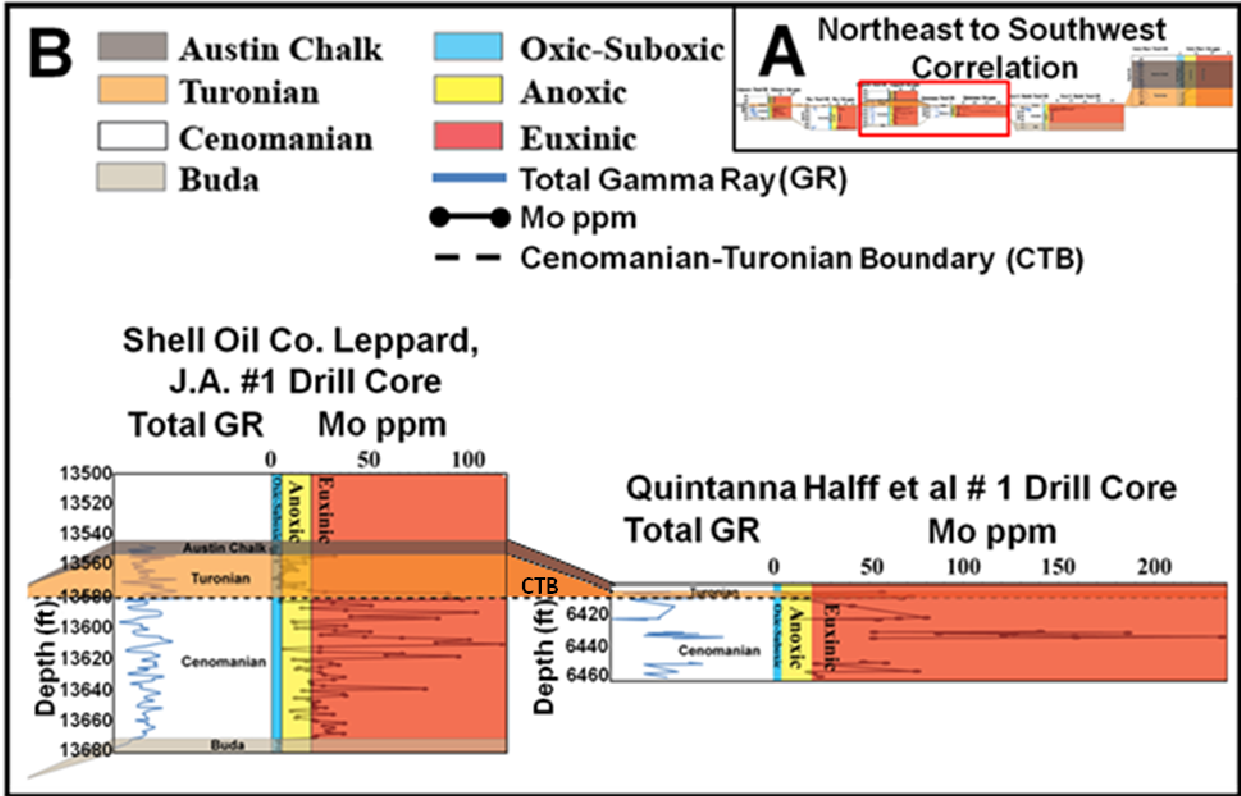 B
Austin Chalk
Turonian
Cenomanian
Buda
Oxic-Suboxic
Anoxic
Euxinic
Total Gamma Ray (GR)
Mo ppm
Cenomanian-Turonian Boundary (CTB)
A
Northeast to Southwest
Correlation
Shell Oil Co. Leppard,
J.A. #1 Drill Core
Total GR Mo ppm
0 50 100
13500
13520
13540
13560
13580
13600
13620
13640
13660
13680
Depth (ft)
Oxic-Suboxic
Anoxic
Euxinic
Austin Chalk
Turonian
Cenomanian
Buda
CTB
Quintanna Halff et al # 1 Drill Core
Total GR Mo ppm
0 50 100 150 200
6420
6440
6460
Depth (ft)
Turonian
Cenomanian
Oxic-Suboxic
Anoxic
Euxinic